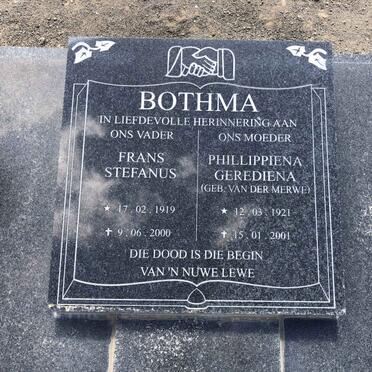 BOTHMA
IN LIEFDEVOLLE HERINNERING AAN
ONS VADER
FRANS
STEFANUS
★ 17.02.1919
✝ 9.06.2000
ONS MOEDER
PHILLIPPIENA
GEREDIENA
(GEB. VAN DER MERWE)
★ 12.03.1921
✝ 15.01.2001
DIE DOOD IS DIE BEGIN
VAN 'N NUWE LEWE